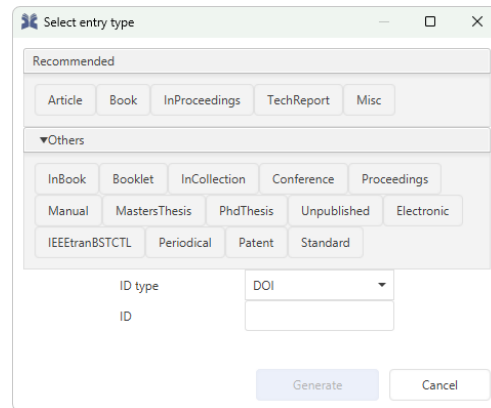 Select entry type
Recommended
Article Book InProceedings TechReport Misc
▼Others
InBook Booklet InCollection Conference Proceedings
Manual MastersThesis PhdThesis Unpublished Electronic
IEEEtranBSTCTL Periodical Patent Standard
ID type DOI
ID
Generate Cancel